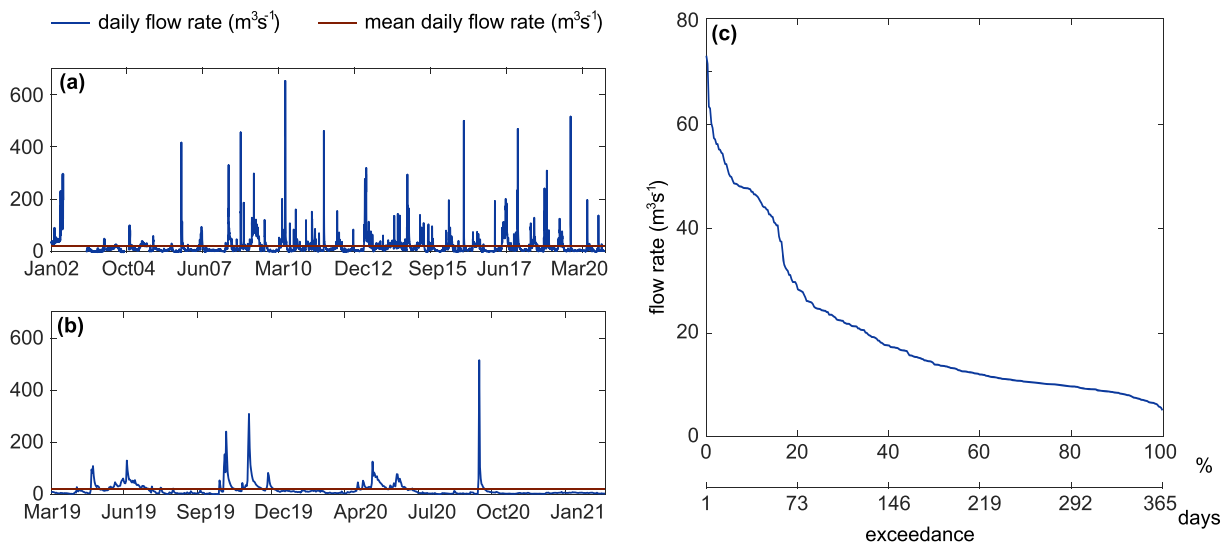 daily flow rate (m³s⁻¹) mean daily flow rate (m³s⁻¹)
(a)
600
400
200
0
Jan02 Oct04 Jun07 Mar10 Dec12 Sep15 Jun17 Mar20
(b)
600
400
200
0
Mar19 Jun19 Sep19 Dec19 Apr20 Jul20 Oct20 Jan21
(c)
80
60
40
20
0
flow rate (m³s⁻¹)
0 20 40 60 80 100
%
1 73 146 219 292 365
days
exceedance